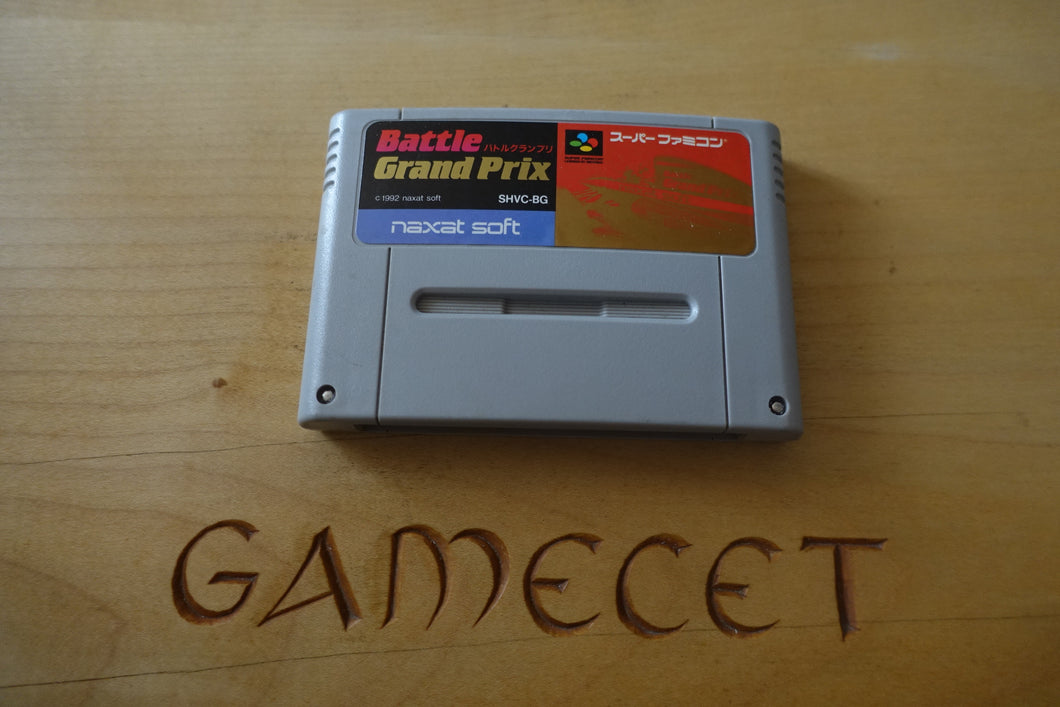 Battle
バトルグランプリ
Grand Prix
© 1992 naxat soft
SHVC-BG
naxat soft
スーパーファミコン
GAMECET